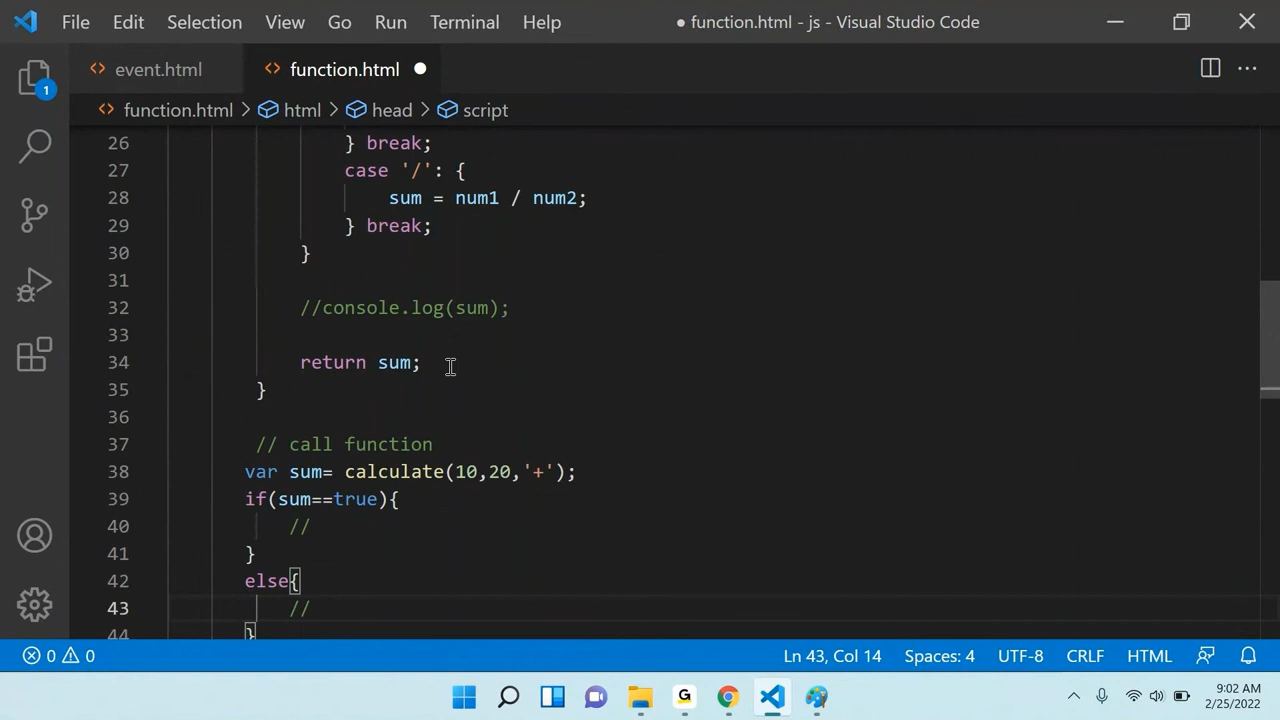 File Edit Selection View Go Run Terminal Help ● function.html - js - Visual Studio Code
event.html function.html
function.html > html > head > script
1
26 } break;
27 case '/': {
28 sum = num1 / num2;
29 } break;
30 }
31
32 //console.log(sum);
33
34 return sum;
35 }
36
37 // call function
38 var sum= calculate(10,20,'+');
39 if(sum==true){
40 //
41 }
42 else{
43 //
44 }
0 0 Ln 43, Col 14 Spaces: 4 UTF-8 CRLF HTML
G 9:02 AM
2/25/2022